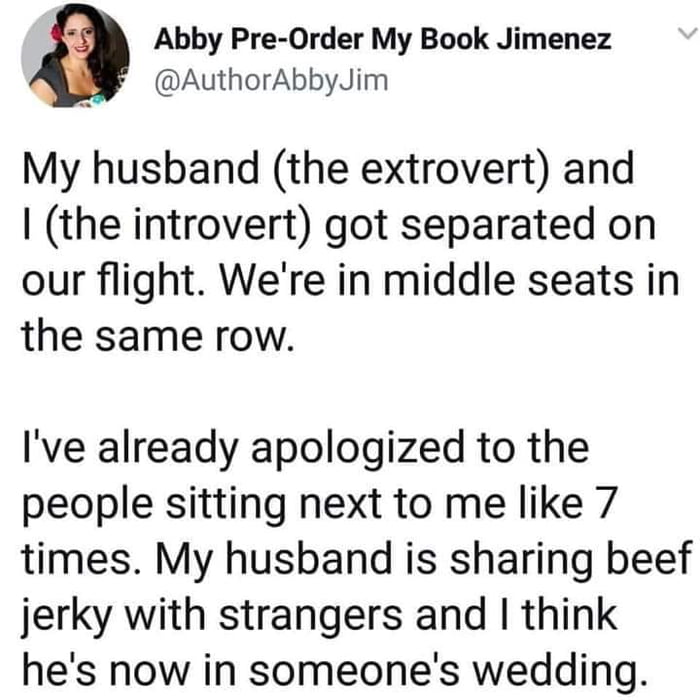 Abby Pre-Order My Book Jimenez
@AuthorAbbyJim
My husband (the extrovert) and
I (the introvert) got separated on
our flight. We're in middle seats in
the same row.
I've already apologized to the
people sitting next to me like 7
times. My husband is sharing beef
jerky with strangers and I think
he's now in someone's wedding.